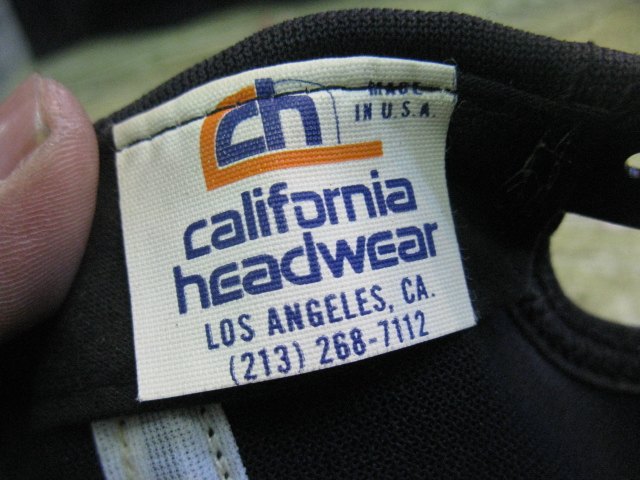 ch
MADE
IN U.S.A.
california
headwear
LOS ANGELES, CA.
(213) 268-7112